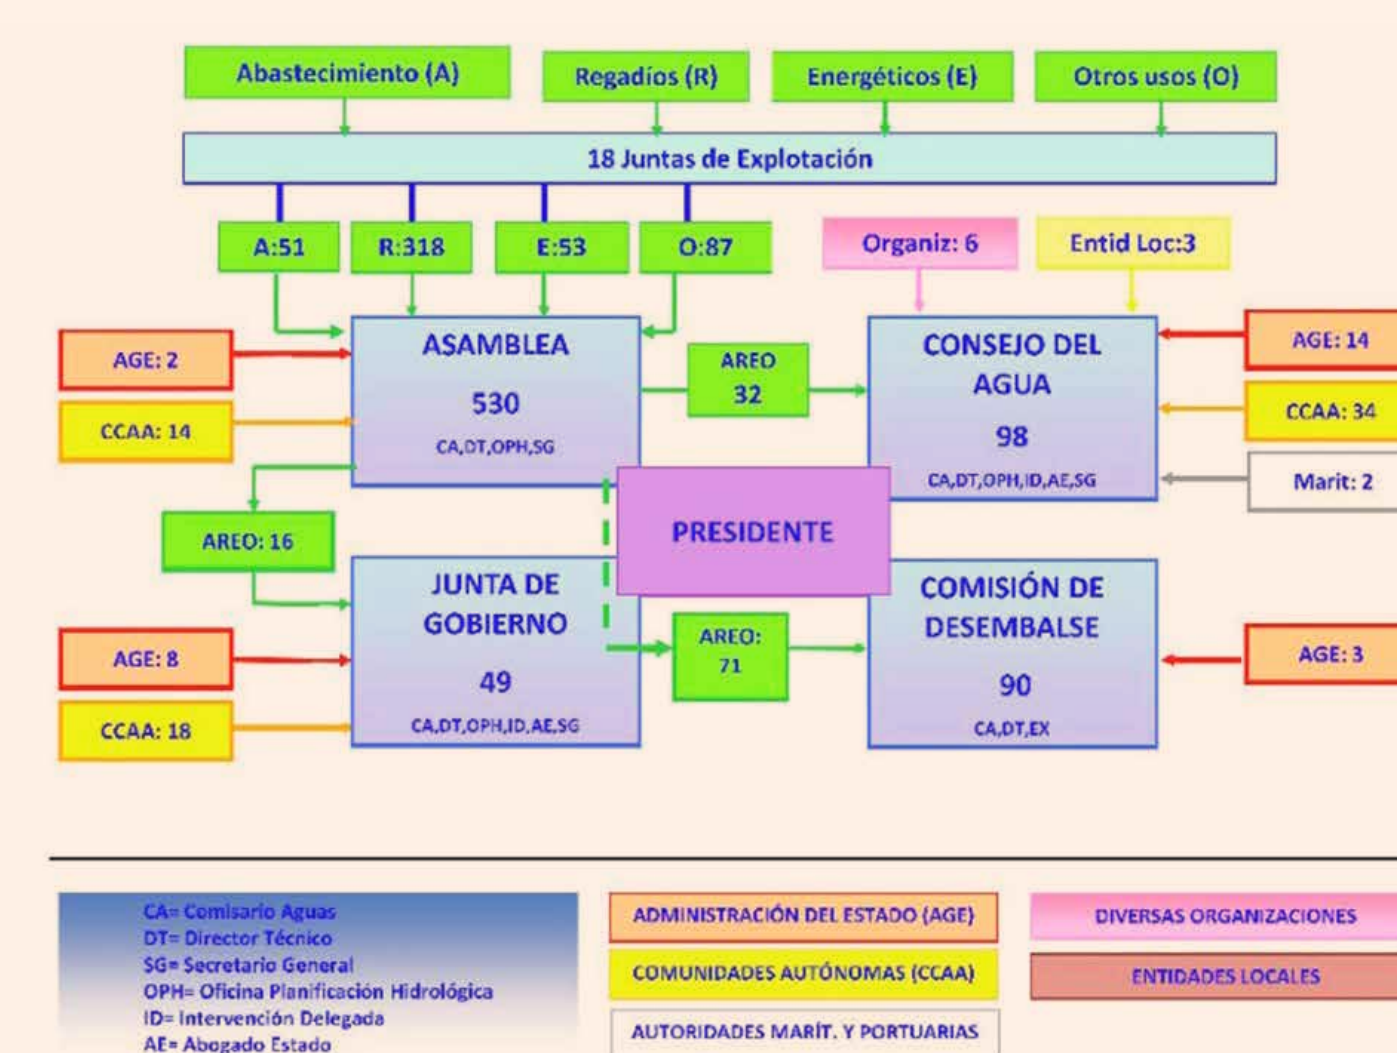 Abastecimiento (A)
Regadíos (R)
Energéticos (E)
Otros usos (O)
18 Juntas de Explotación
A:51
R:318
E:53
O:87
Organiz: 6
Entid Loc:3
AGE: 2
CCAA: 14
ASAMBLEA
530
CA,DT,OPH,SG
AREO
32
CONSEJO DEL
AGUA
98
CA,DT,OPH,ID,AE,SG
AGE: 14
CCAA: 34
Marit: 2
PRESIDENTE
AREO: 16
AGE: 8
CCAA: 18
JUNTA DE
GOBIERNO
49
CA,DT,OPH,ID,AE,SG
AREO:
71
COMISIÓN DE
DESEMBALSE
90
CA,DT,EX
AGE: 3
CA= Comisario Aguas
DT= Director Técnico
SG= Secretario General
OPH= Oficina Planificación Hidrológica
ID= Intervención Delegada
AE= Abogado Estado
ADMINISTRACIÓN DEL ESTADO (AGE)
COMUNIDADES AUTÓNOMAS (CCAA)
AUTORIDADES MARÍT. Y PORTUARIAS
DIVERSAS ORGANIZACIONES
ENTIDADES LOCALES